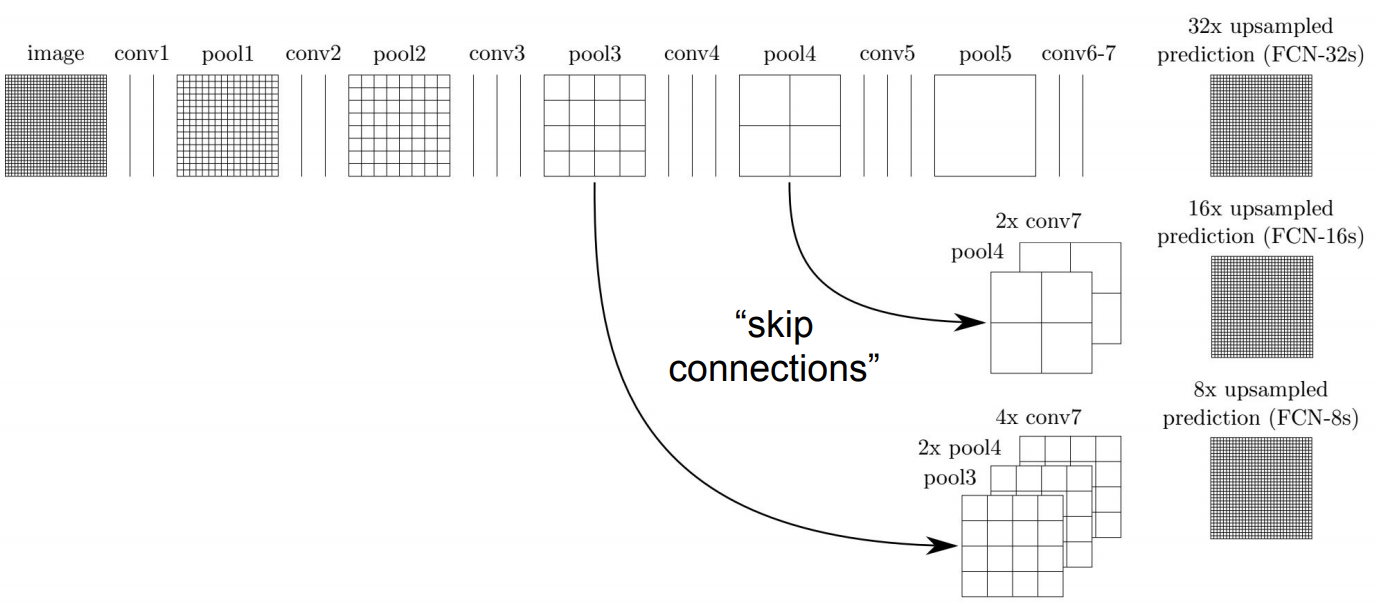 image conv1 pool1 conv2 pool2 conv3 pool3 conv4 pool4 conv5 pool5 conv6-7
32x upsampled
prediction (FCN-32s)
2x conv7
pool4
16x upsampled
prediction (FCN-16s)
“skip
connections”
4x conv7
2x pool4
pool3
8x upsampled
prediction (FCN-8s)